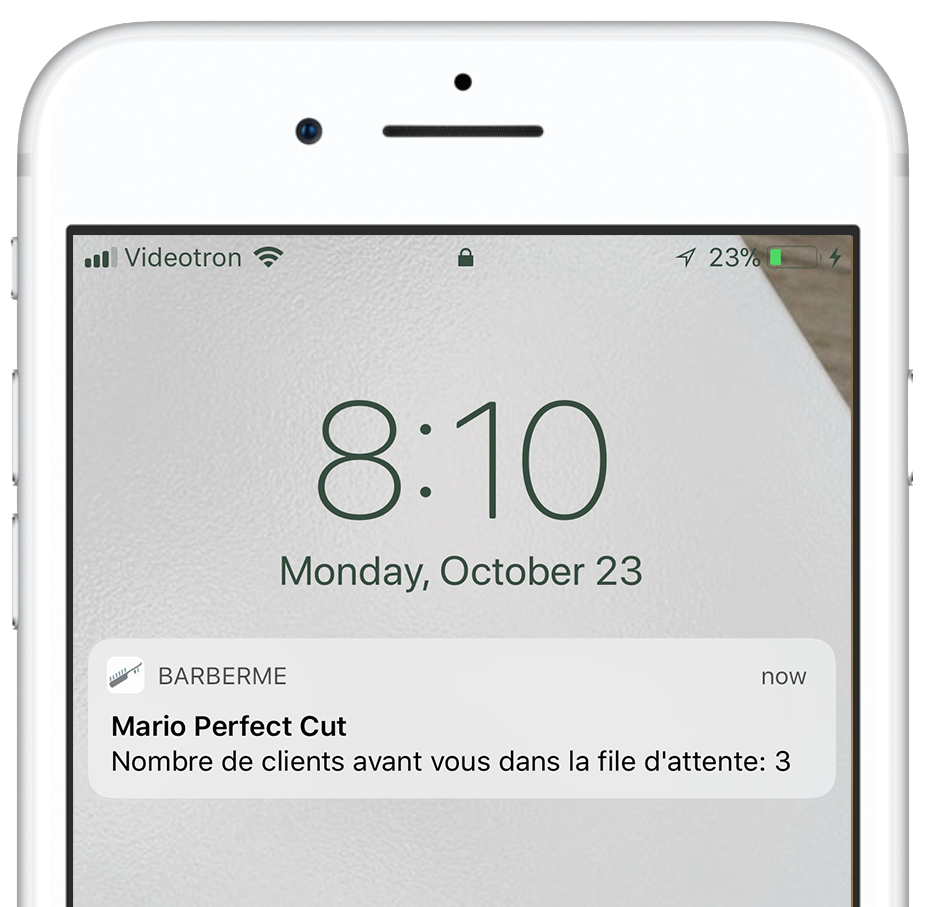 Videotron 23%
8:10
Monday, October 23
BARBERME now
Mario Perfect Cut
Nombre de clients avant vous dans la file d'attente: 3